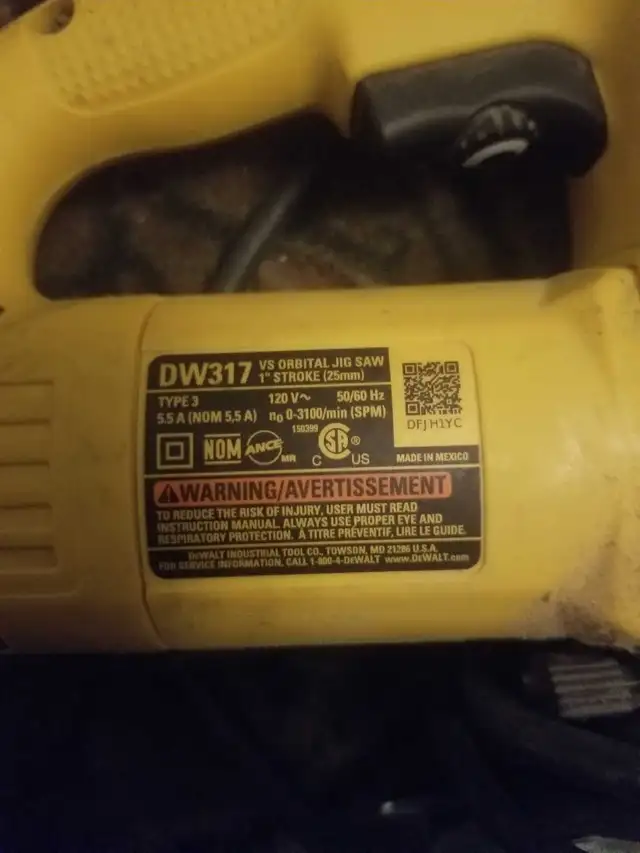 DW317 VS ORBITAL JIG SAW
1" STROKE (25mm)
TYPE 3 120 V~ 50/60 Hz
5.5 A (NOM 5,5 A) n0 0-3100/min (SPM)
DFJH1YC
150399
NOM ANCE MR C SA® US
MADE IN MEXICO
WARNING/AVERTISSEMENT
TO REDUCE THE RISK OF INJURY, USER MUST READ
INSTRUCTION MANUAL. ALWAYS USE PROPER EYE AND
RESPIRATORY PROTECTION. À TITRE PRÉVENTIF, LIRE LE GUIDE.
DEWALT INDUSTRIAL TOOL CO., TOWSON, MD 21286 U.S.A.
FOR SERVICE INFORMATION, CALL 1-800-4-DEWALT www.DEWALT.com